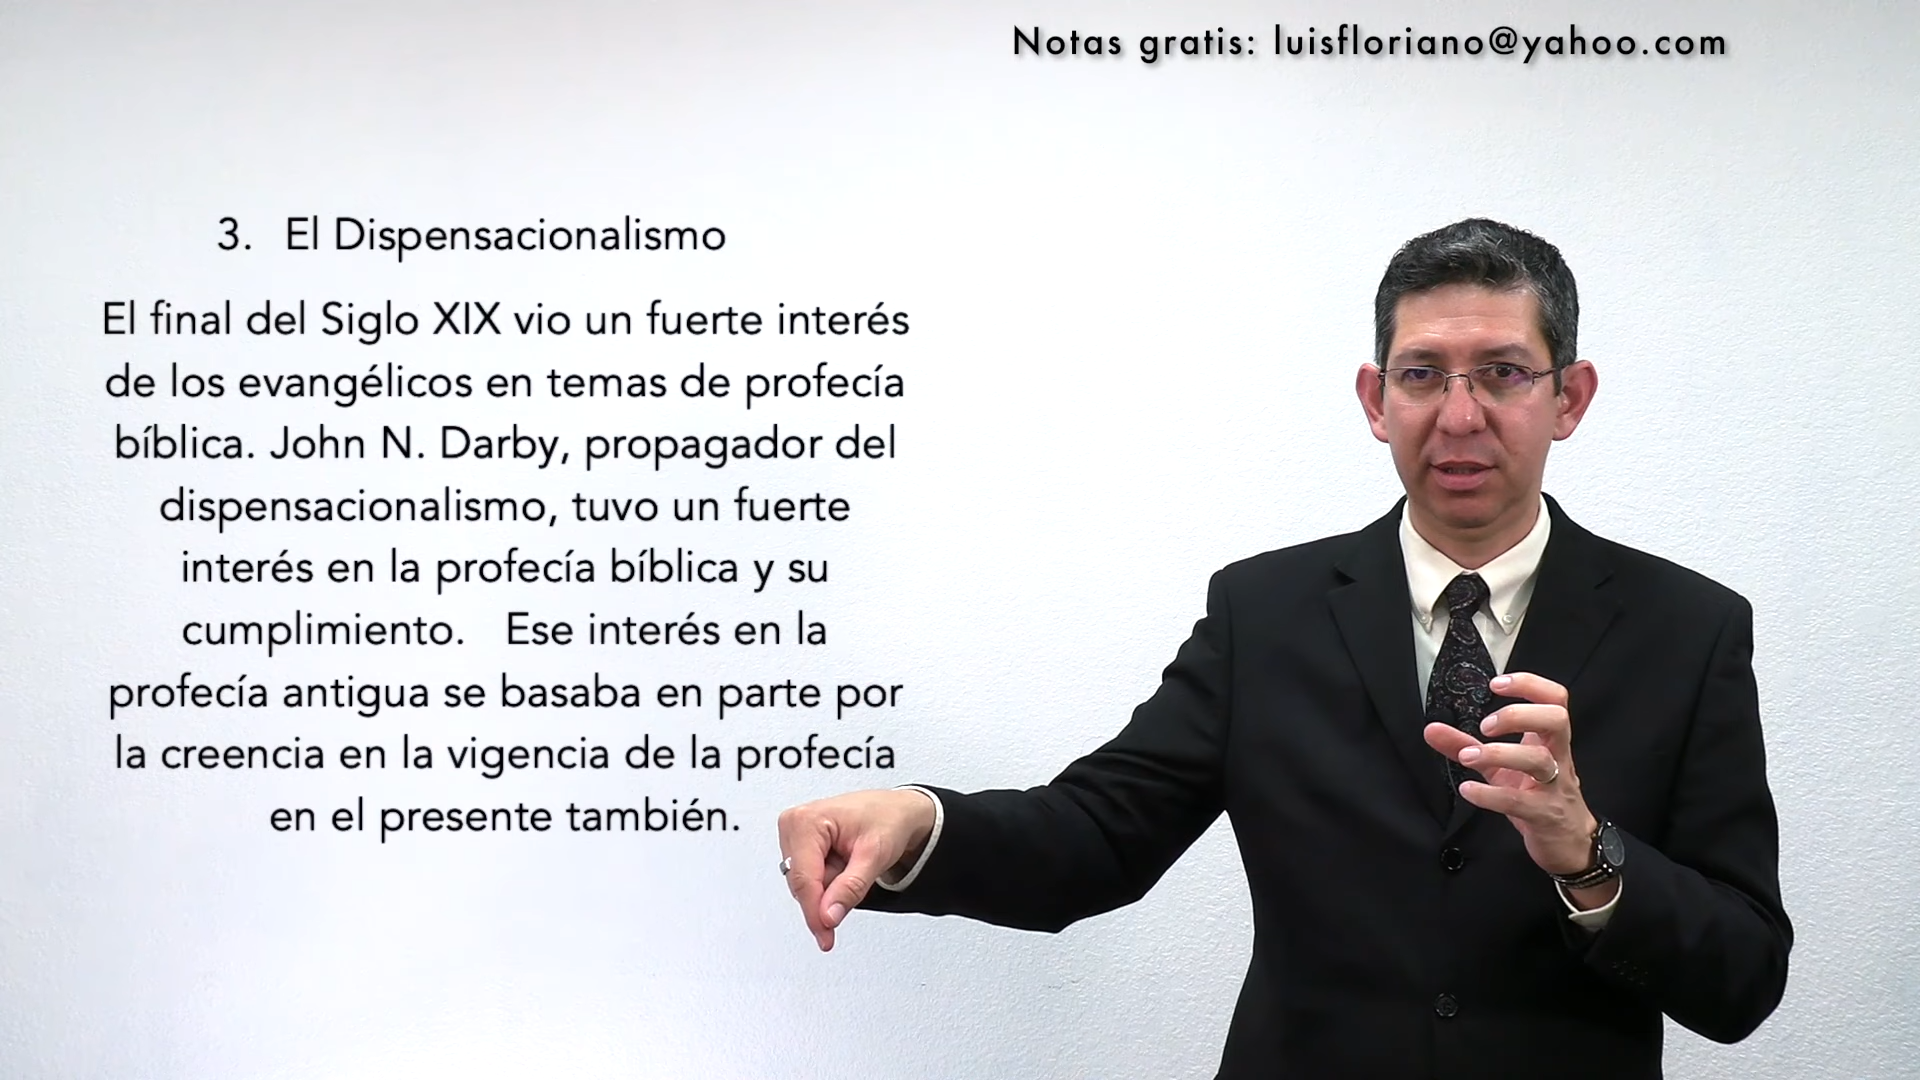 Notas gratis: luisfloriano@yahoo.com
3. El Dispensacionalismo
El final del Siglo XIX vio un fuerte interés
de los evangélicos en temas de profecía
bíblica. John N. Darby, propagador del
dispensacionalismo, tuvo un fuerte
interés en la profecía bíblica y su
cumplimiento. Ese interés en la
profecía antigua se basaba en parte por
la creencia en la vigencia de la profecía
en el presente también.